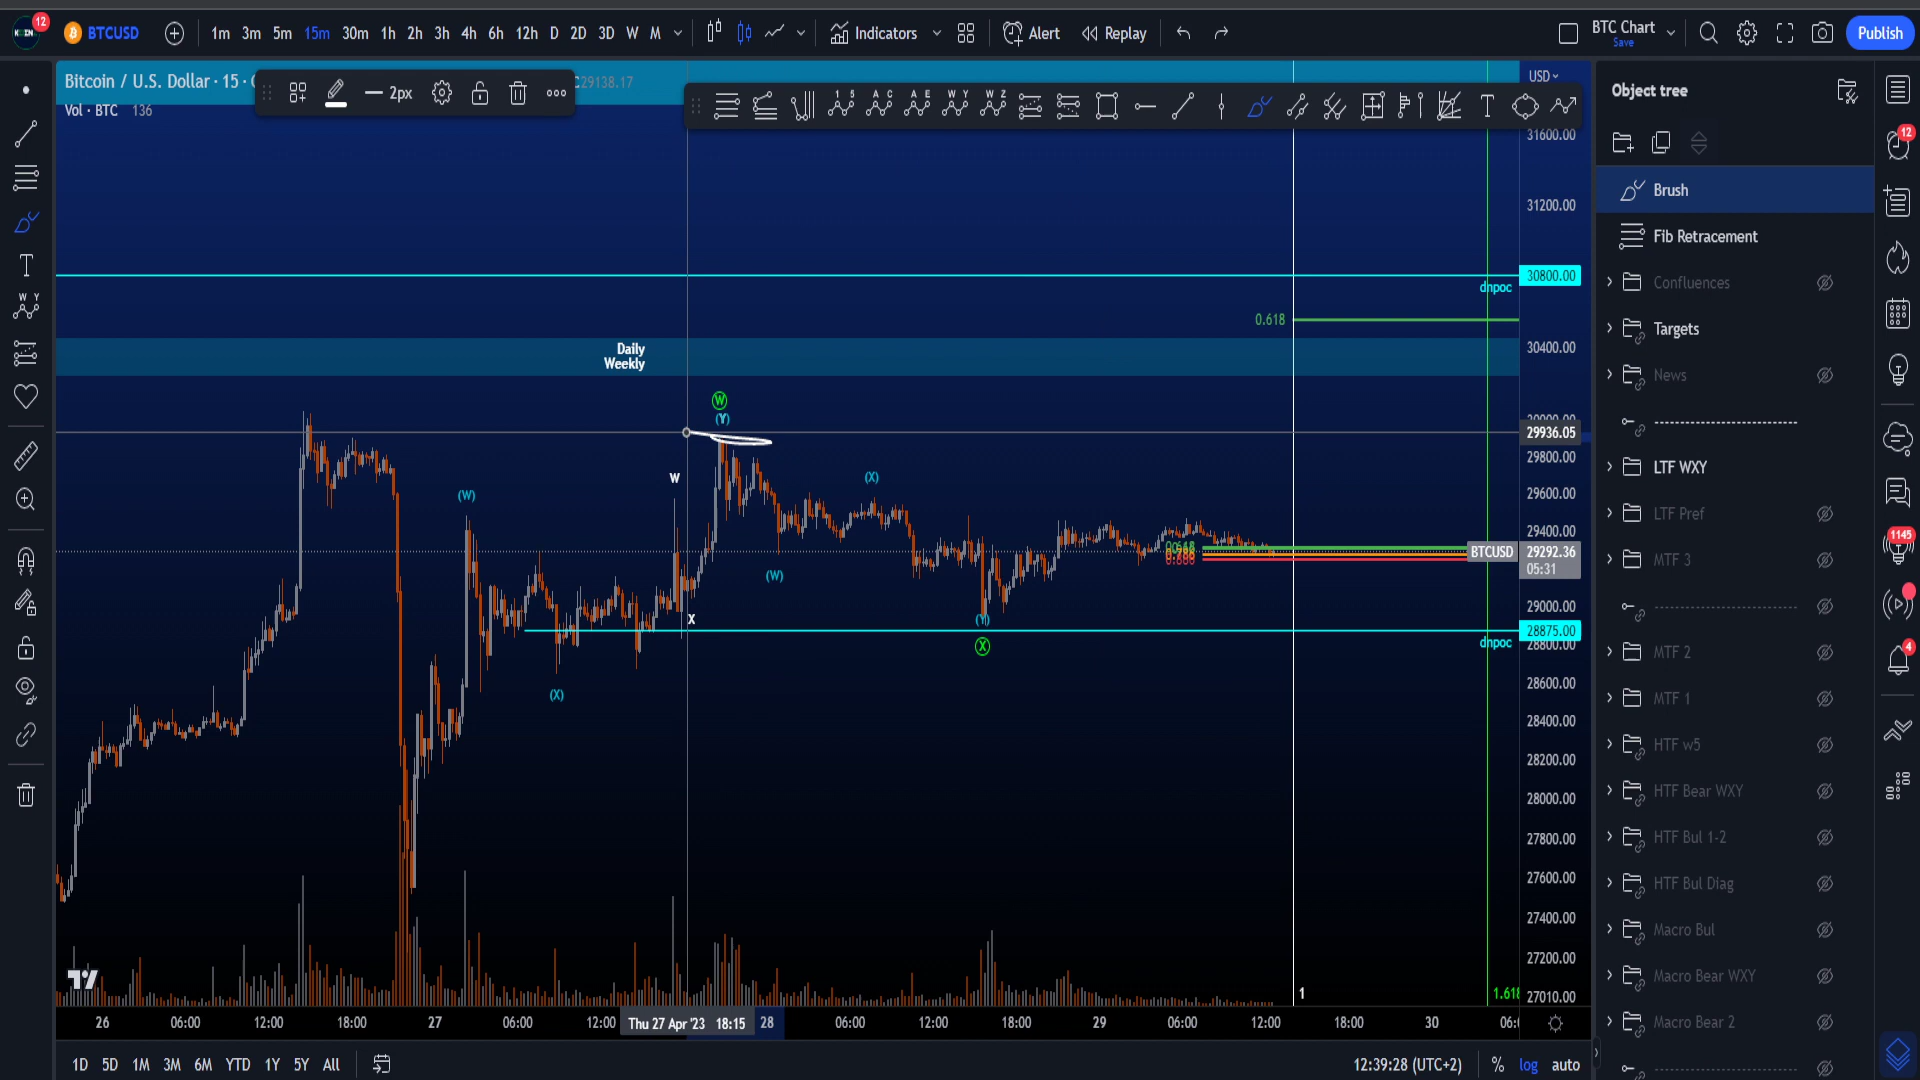 12
BTCUSD 1m 3m 5m 15m 30m 1h 2h 3h 4h 6h 12h D 2D 3D W M Indicators Alert Replay BTC Chart Save Publish
Bitcoin / U.S. Dollar · 15 ·
2px
29138.17
USD
Vol · BTC 136
1 5 A C A E W Y W Z
31600.00
31200.00
30800.00
dnpoc
0.618
30400.00
Daily
Weekly
W
(Y)
29936.05
29800.00
W
(W)
(X)
29600.00
29400.00
BTCUSD 29292.36
05:31
(W)
29000.00
X
(Y)
28875.00
dnpoc
28800.00
X
(X)
28600.00
28400.00
28200.00
28000.00
27800.00
27600.00
27400.00
27200.00
1
1.618
27010.00
26 06:00 12:00 18:00 27 06:00 12:00 Thu 27 Apr '23 18:15 28 06:00 12:00 18:00 29 06:00 12:00 18:00 30
1D 5D 1M 3M 6M YTD 1Y 5Y All 12:39:28 (UTC+2) % log auto
Object tree
Brush
Fib Retracement
Confluences
Targets
News
---------------------------
LTF WXY
LTF Pref
MTF 3
---------------------------
MTF 2
MTF 1
HTF w5
HTF Bear WXY
HTF Bul 1-2
HTF Bul Diag
Macro Bul
Macro Bear WXY
Macro Bear 2
---------------------------
12
1145
4